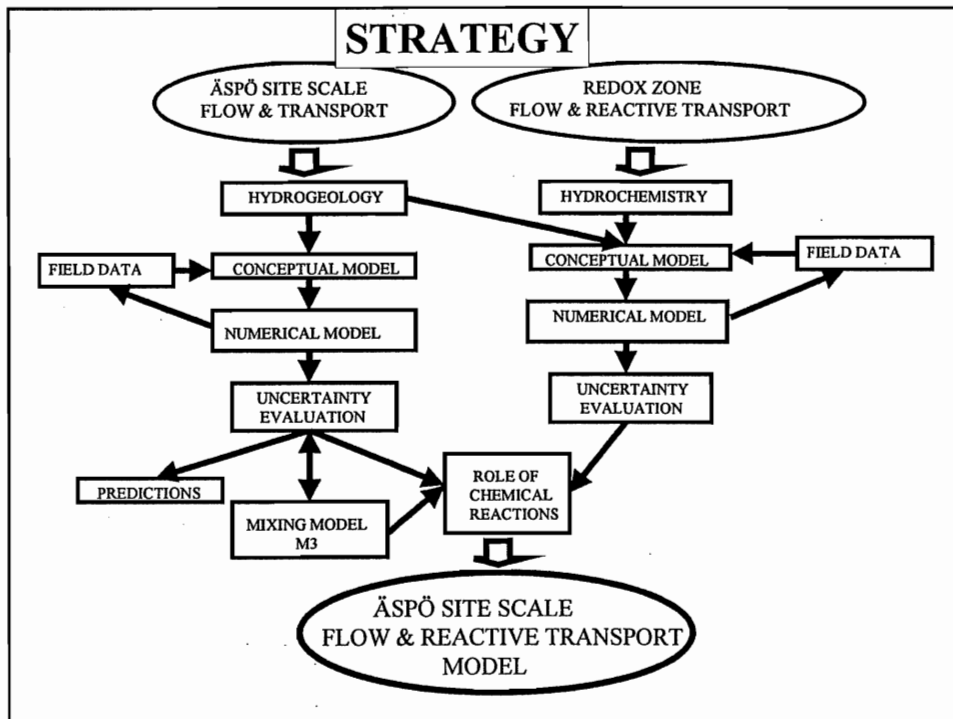 STRATEGY
ÄSPÖ SITE SCALE
FLOW & TRANSPORT
REDOX ZONE
FLOW & REACTIVE TRANSPORT
HYDROGEOLOGY
HYDROCHEMISTRY
FIELD DATA
CONCEPTUAL MODEL
CONCEPTUAL MODEL
FIELD DATA
NUMERICAL MODEL
NUMERICAL MODEL
UNCERTAINTY
EVALUATION
UNCERTAINTY
EVALUATION
PREDICTIONS
MIXING MODEL
M3
ROLE OF
CHEMICAL
REACTIONS
ÄSPÖ SITE SCALE
FLOW & REACTIVE TRANSPORT
MODEL